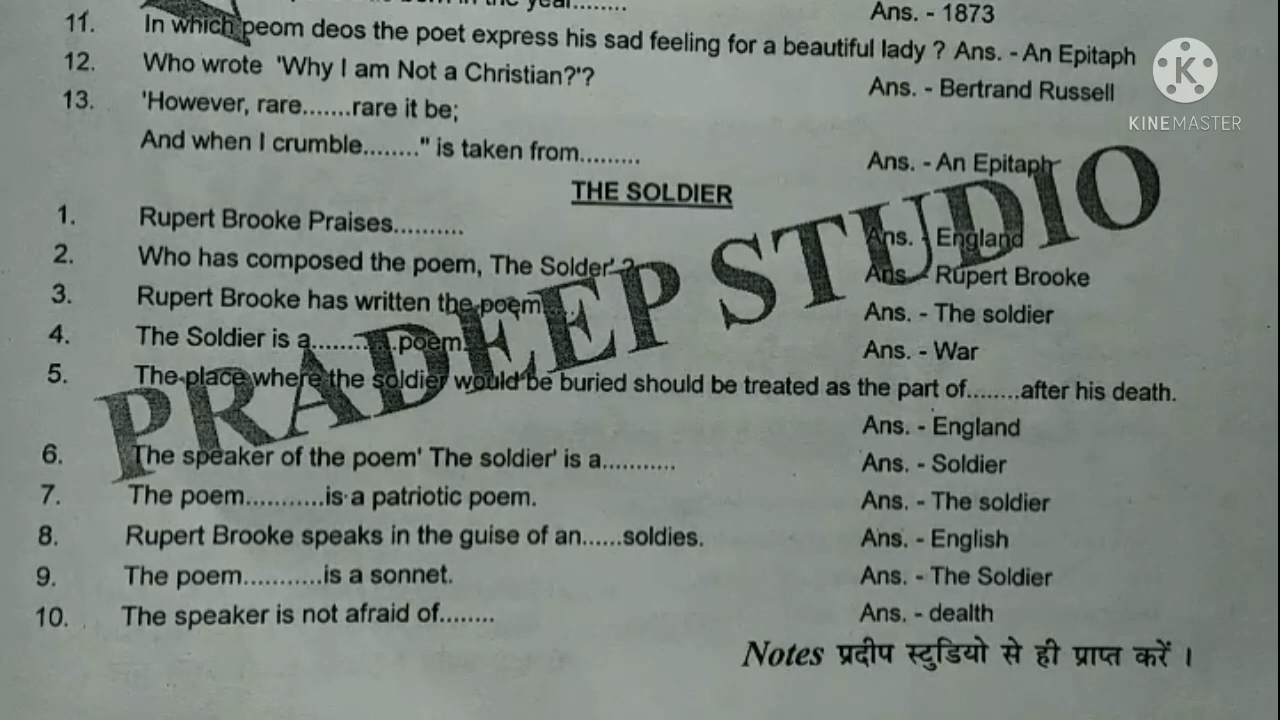 in the year.........
Ans. - 1873
11. In which peom deos the poet express his sad feeling for a beautiful lady ? Ans. - An Epitaph
12. Who wrote 'Why I am Not a Christian?'? Ans. - Bertrand Russell
13. 'However, rare.......rare it be;
And when I crumble........" is taken from......... Ans. - An Epitaph
THE SOLDIER
1. Rupert Brooke Praises.......... Ans. - England
2. Who has composed the poem, The Solder' ? Ans. - Rupert Brooke
3. Rupert Brooke has written the poem..... Ans. - The soldier
4. The Soldier is a...........poem. Ans. - War
5. The place where the soldier would be buried should be treated as the part of........after his death.
Ans. - England
6. The speaker of the poem' The soldier' is a........... Ans. - Soldier
7. The poem...........is a patriotic poem. Ans. - The soldier
8. Rupert Brooke speaks in the guise of an......soldies. Ans. - English
9. The poem...........is a sonnet. Ans. - The Soldier
10. The speaker is not afraid of........ Ans. - dealth
Notes प्रदीप स्टुडियो से ही प्राप्त करें ।
PRADEEP STUDIO
K
KINEMASTER